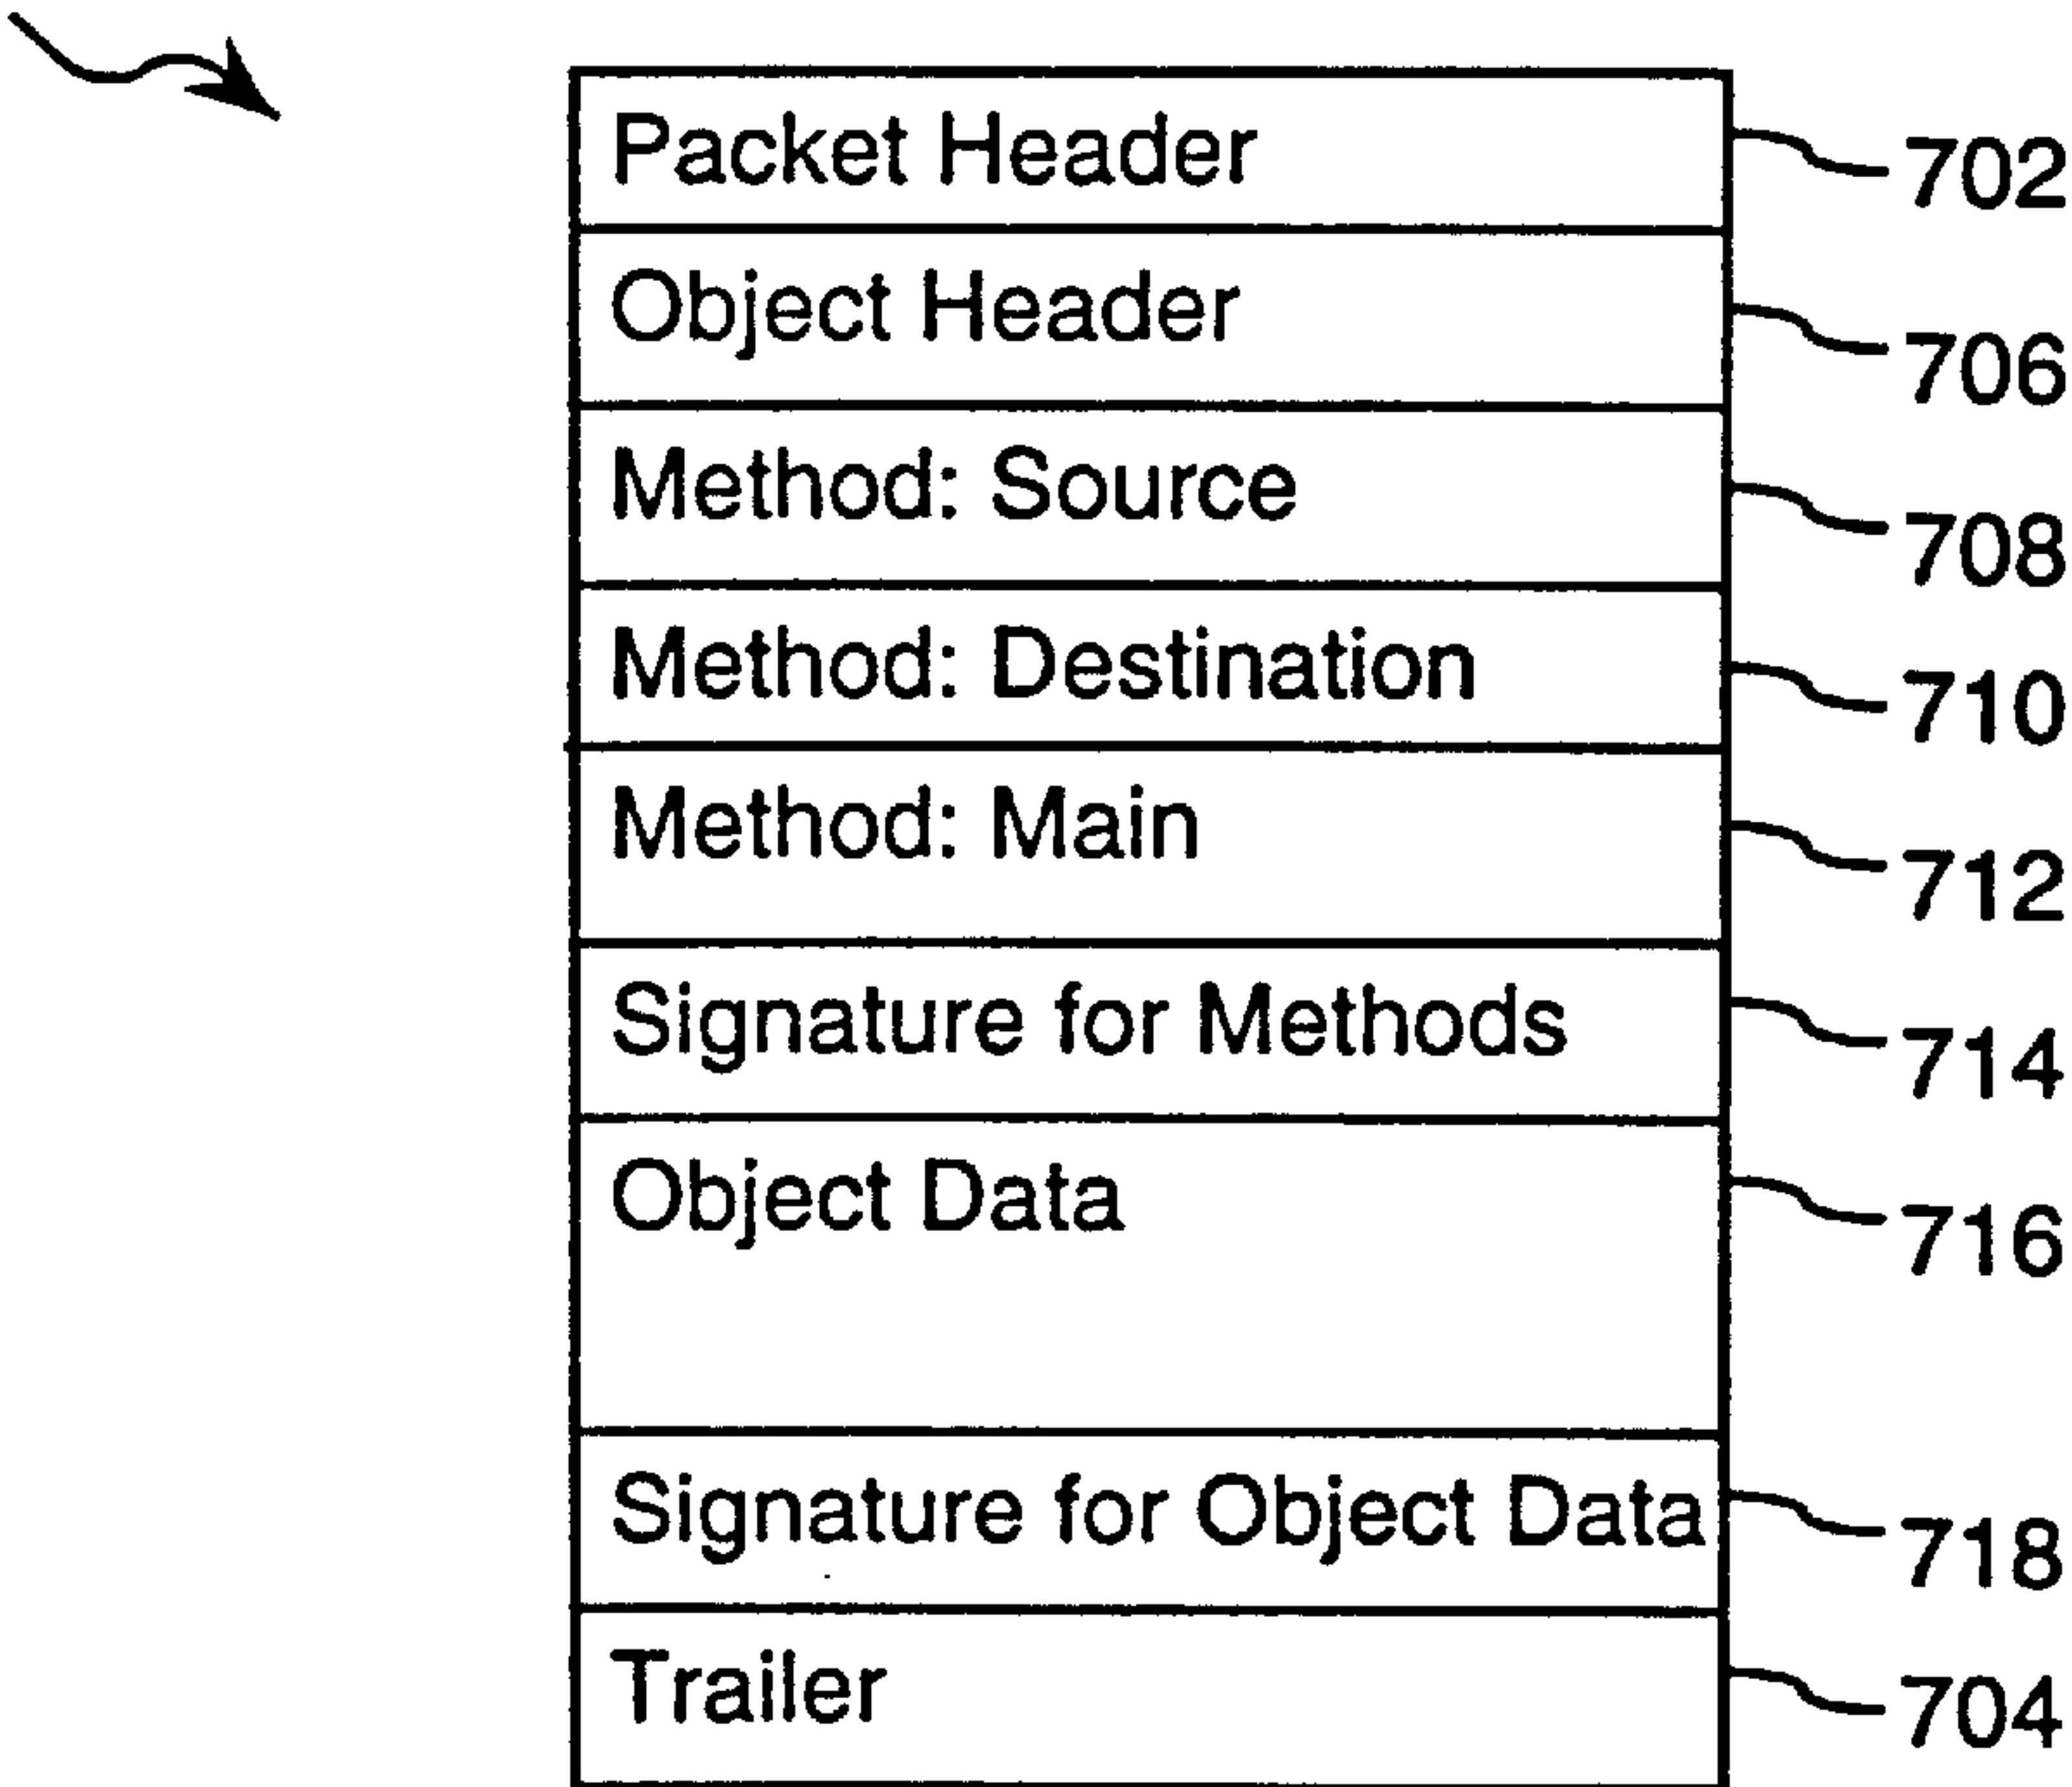 Packet Header 702
Object Header 706
Method: Source 708
Method: Destination 710
Method: Main 712
Signature for Methods 714
Object Data 716
Signature for Object Data 718
Trailer 704